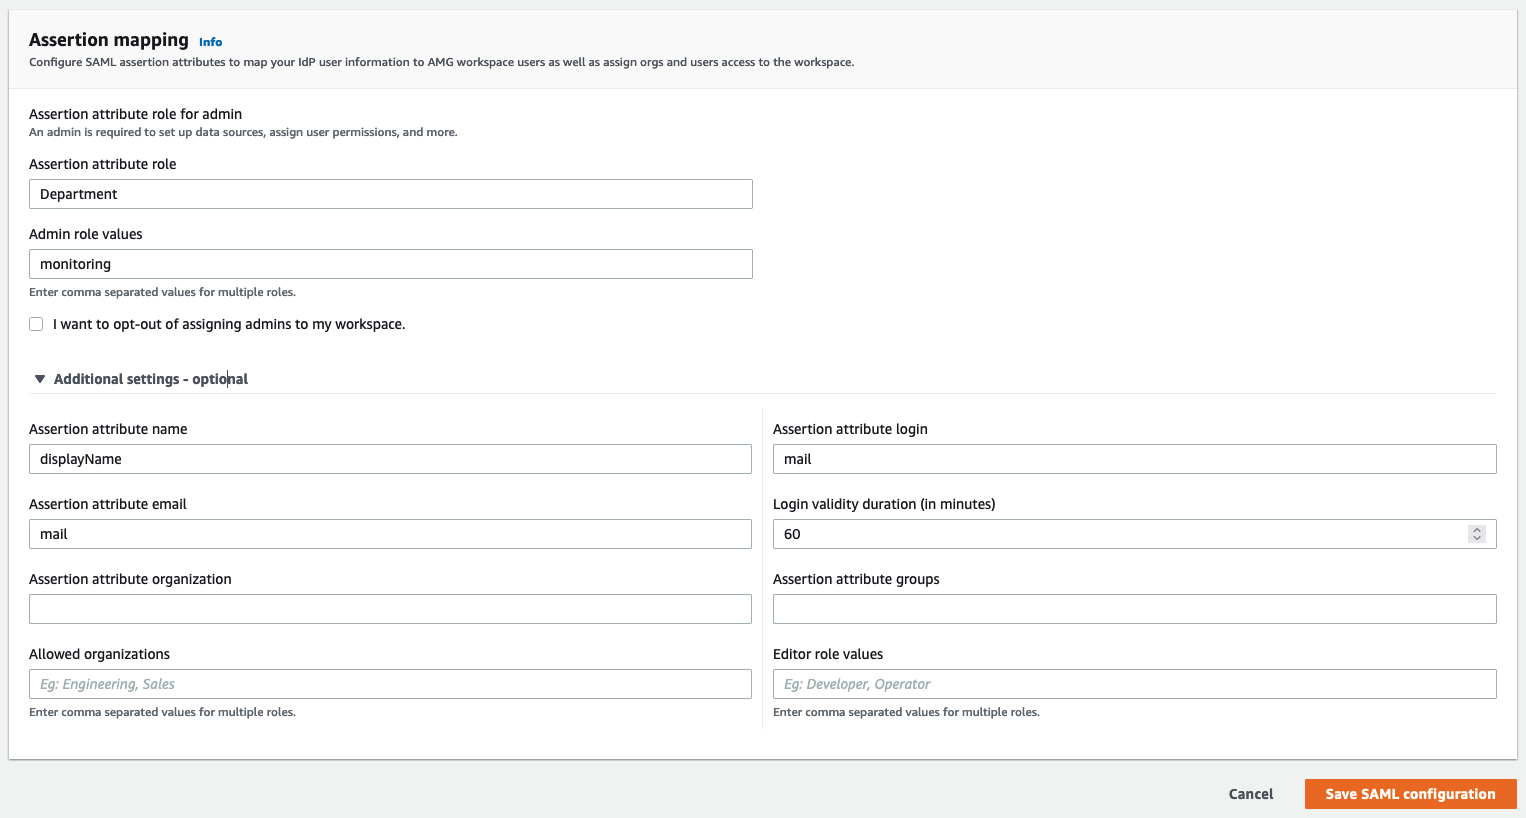 Assertion mapping Info
Configure SAML assertion attributes to map your IdP user information to AMG workspace users as well as assign orgs and users access to the workspace.
Assertion attribute role for admin
An admin is required to set up data sources, assign user permissions, and more.
Assertion attribute role
Department
Admin role values
monitoring
Enter comma separated values for multiple roles.
I want to opt-out of assigning admins to my workspace.
Additional settings - optional
Assertion attribute name
displayName
Assertion attribute email
mail
Assertion attribute organization
Allowed organizations
Eg: Engineering, Sales
Enter comma separated values for multiple roles.
Assertion attribute login
mail
Login validity duration (in minutes)
60
Assertion attribute groups
Editor role values
Eg: Developer, Operator
Enter comma separated values for multiple roles.
Cancel
Save SAML configuration